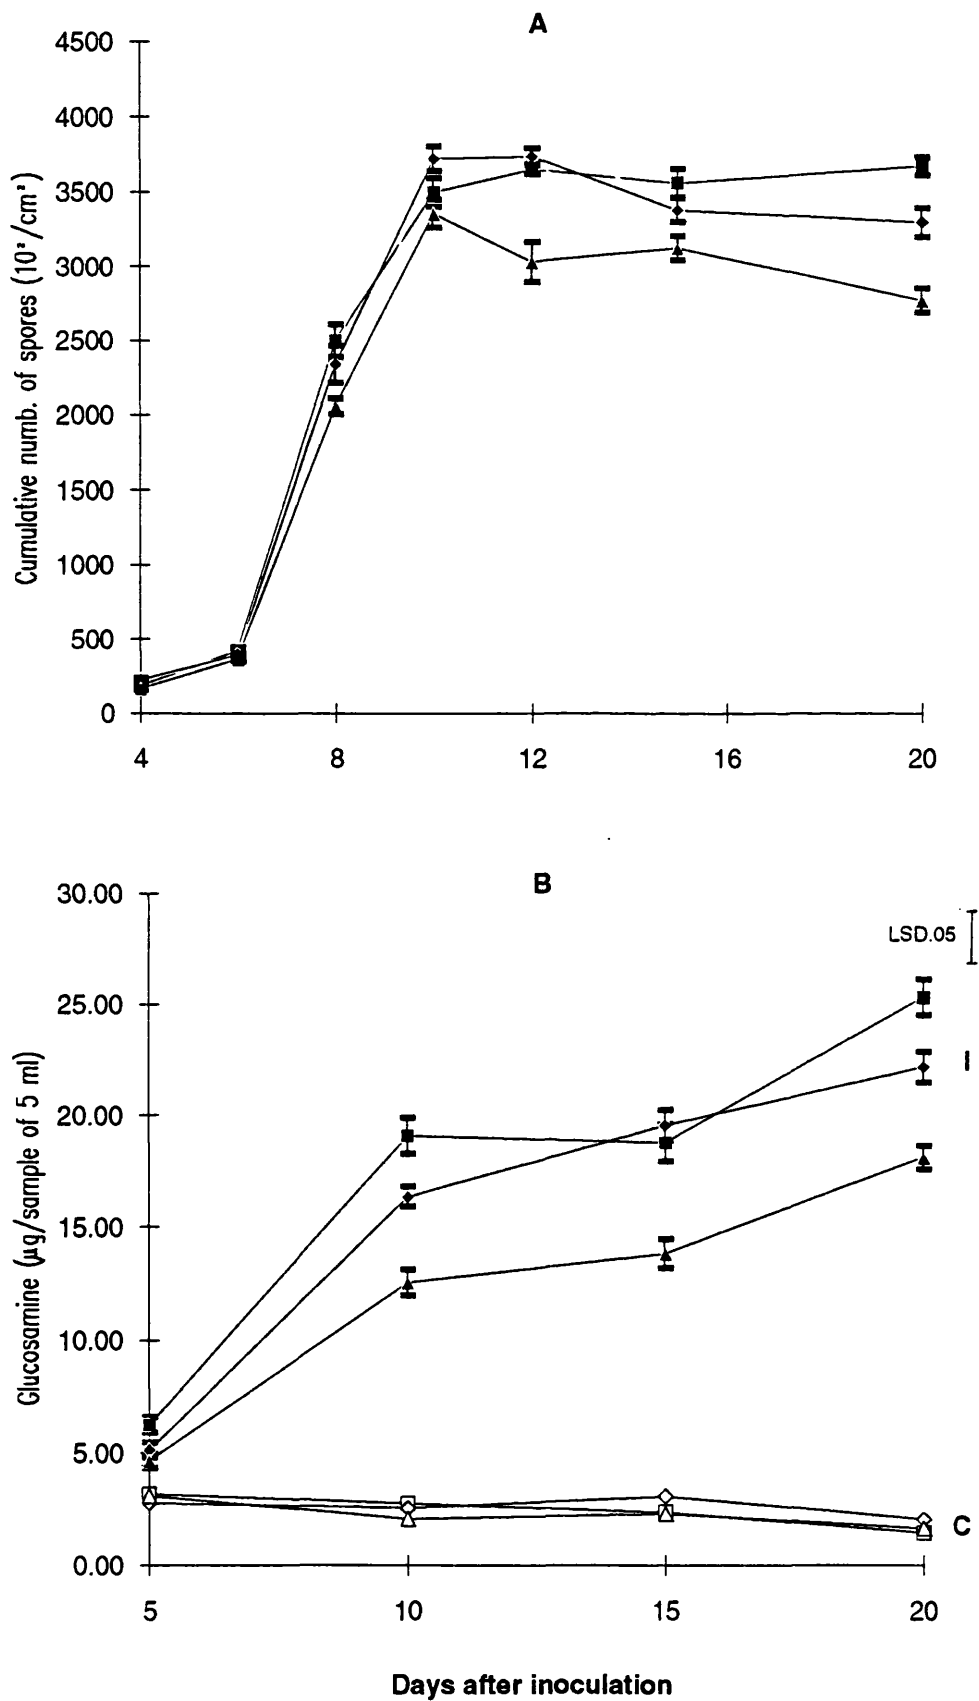 A
4500
4000
3500
3000
2500
2000
1500
1000
500
0
Cumulative numb. of spores (10²/cm²)
4 8 12 16 20
B
30.00
25.00
20.00
15.00
10.00
5.00
0.00
Glucosamine (µg/sample of 5 ml)
LSD.05
I
C
5 10 15 20
Days after inoculation